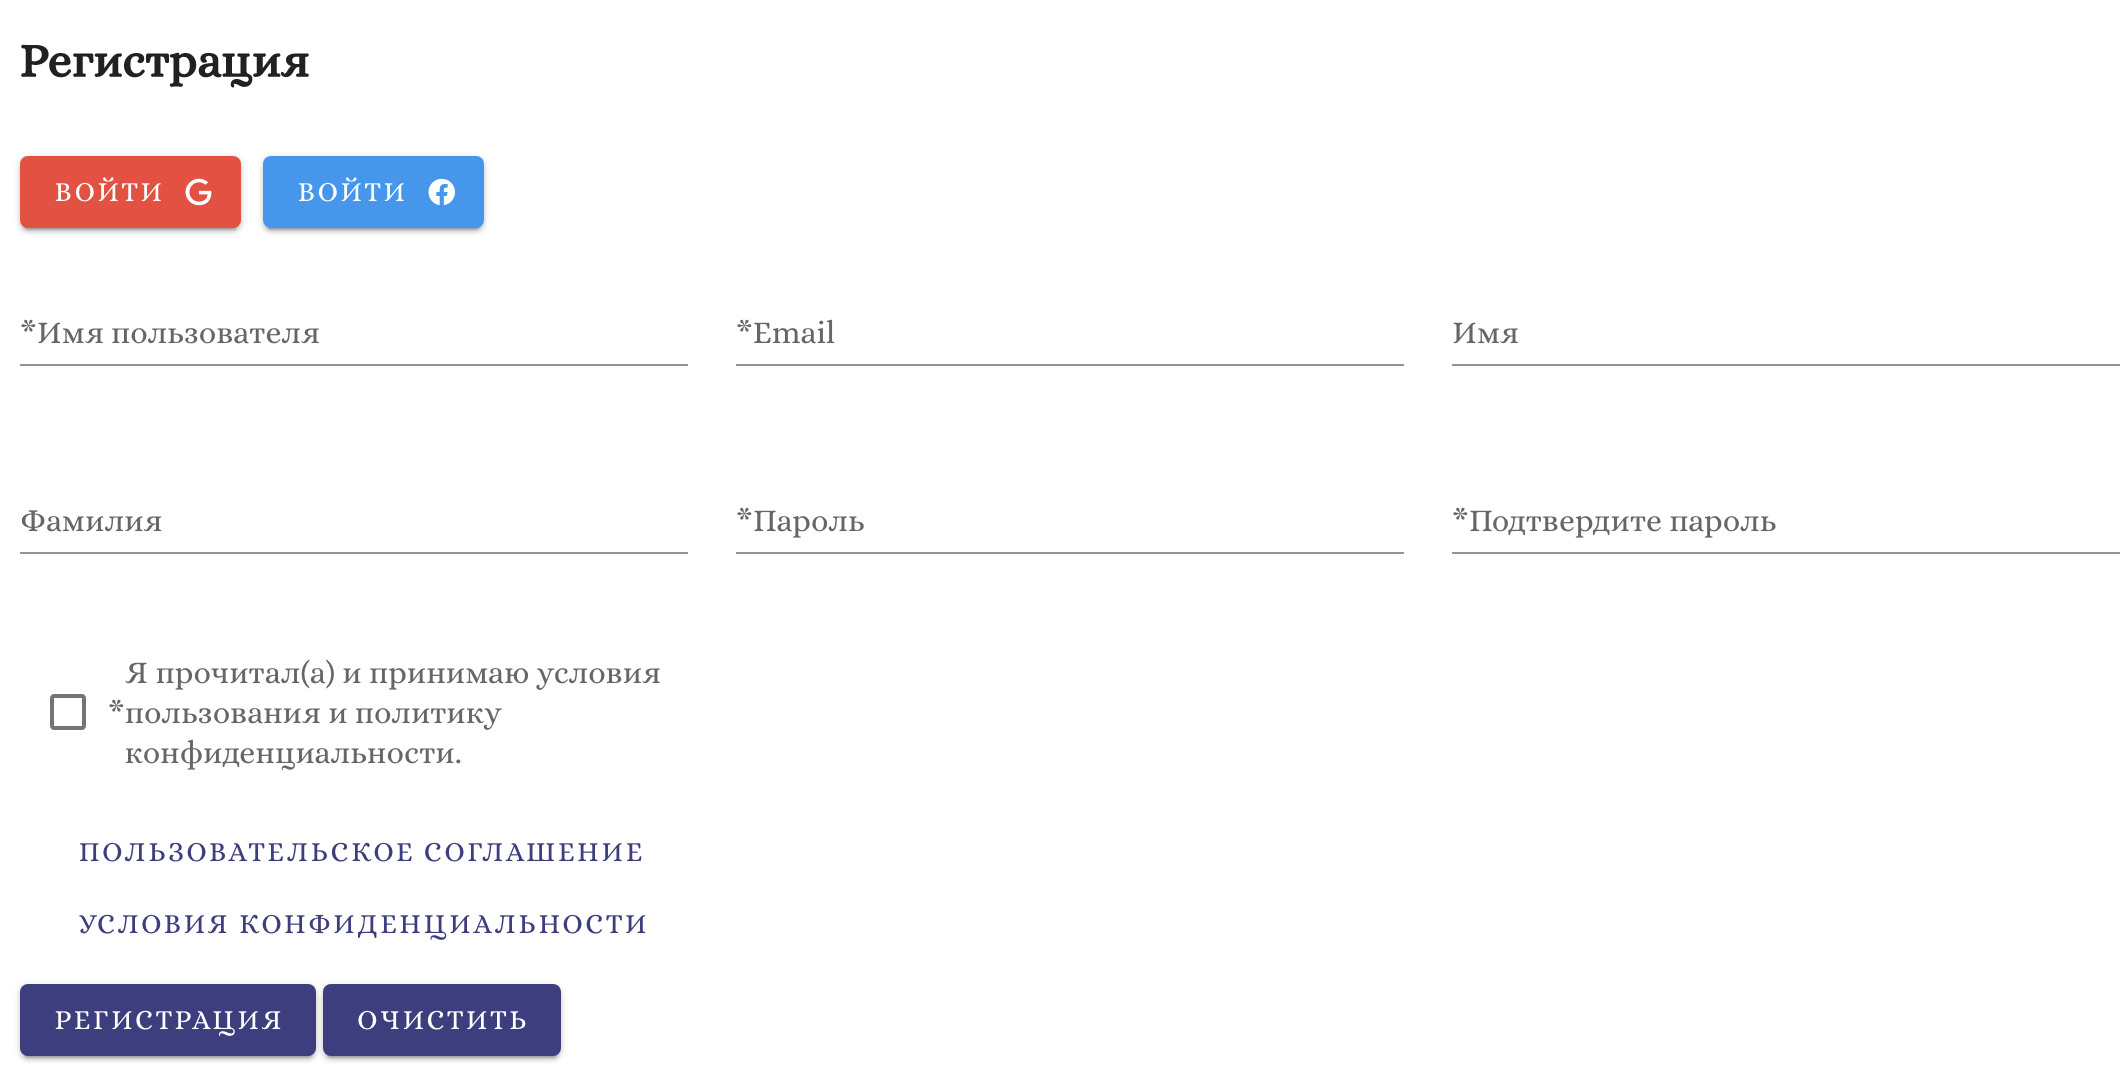 Регистрация
ВОЙТИ
ВОЙТИ
*Имя пользователя
*Email
Имя
Фамилия
*Пароль
*Подтвердите пароль
Я прочитал(а) и принимаю условия
*пользования и политику
конфиденциальности.
ПОЛЬЗОВАТЕЛЬСКОЕ СОГЛАШЕНИЕ
УСЛОВИЯ КОНФИДЕНЦИАЛЬНОСТИ
РЕГИСТРАЦИЯ
ОЧИСТИТЬ